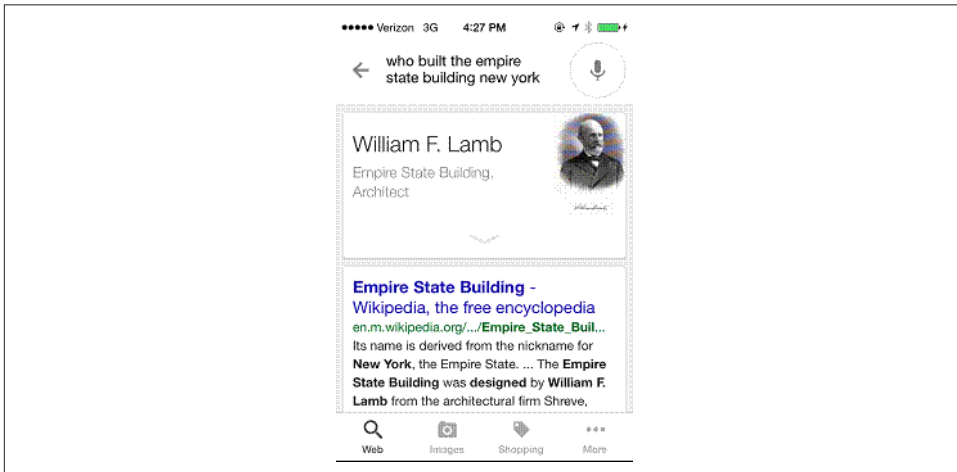 Verizon 3G 4:27 PM
who built the empire
state building new york
William F. Lamb
Empire State Building,
Architect
Empire State Building -
Wikipedia, the free encyclopedia
en.m.wikipedia.org/.../Empire_State_Buil...
Its name is derived from the nickname for
New York, the Empire State. ... The Empire
State Building was designed by William F.
Lamb from the architectural firm Shreve,
Web Images Shopping More